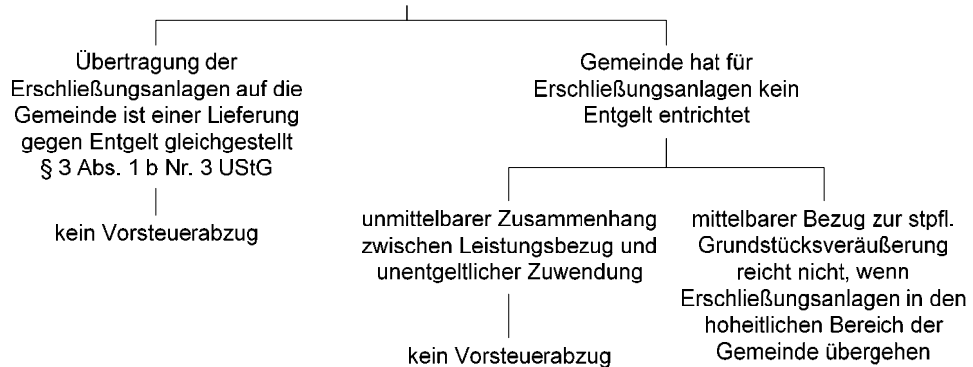 Übertragung der
Erschließungsanlagen auf die
Gemeinde ist einer Lieferung
gegen Entgelt gleichgestellt
§ 3 Abs. 1 b Nr. 3 UStG
kein Vorsteuerabzug
Gemeinde hat für
Erschließungsanlagen kein
Entgelt entrichtet
unmittelbarer Zusammenhang
zwischen Leistungsbezug und
unentgeltlicher Zuwendung
kein Vorsteuerabzug
mittelbarer Bezug zur stpfl.
Grundstücksveräußerung
reicht nicht, wenn
Erschließungsanlagen in den
hoheitlichen Bereich der
Gemeinde übergehen